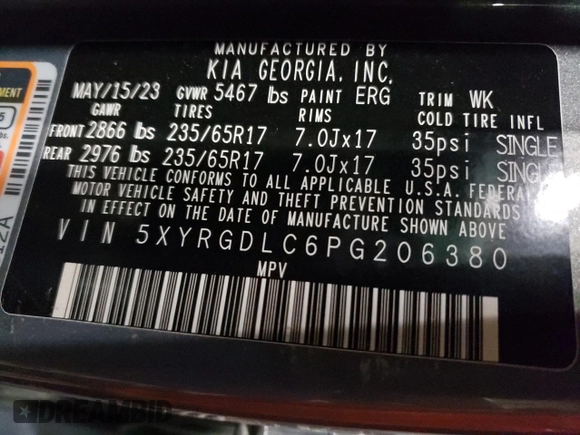 MANUFACTURED BY
KIA GEORGIA, INC.
MAY/15/23 GVWR 5467 lbs PAINT ERG TRIM WK
GAWR TIRES RIMS COLD TIRE INFL
FRONT 2866 lbs 235/65R17 7.0Jx17 35psi SINGLE
REAR 2976 lbs 235/65R17 7.0Jx17 35psi SINGLE
THIS VEHICLE CONFORMS TO ALL APPLICABLE U.S.A. FEDERAL
MOTOR VEHICLE SAFETY AND THEFT PREVENTION STANDARDS
IN EFFECT ON THE DATE OF MANUFACTURE SHOWN ABOVE
VIN 5XYRGDLC6PG206380
MPV
DREAMBID